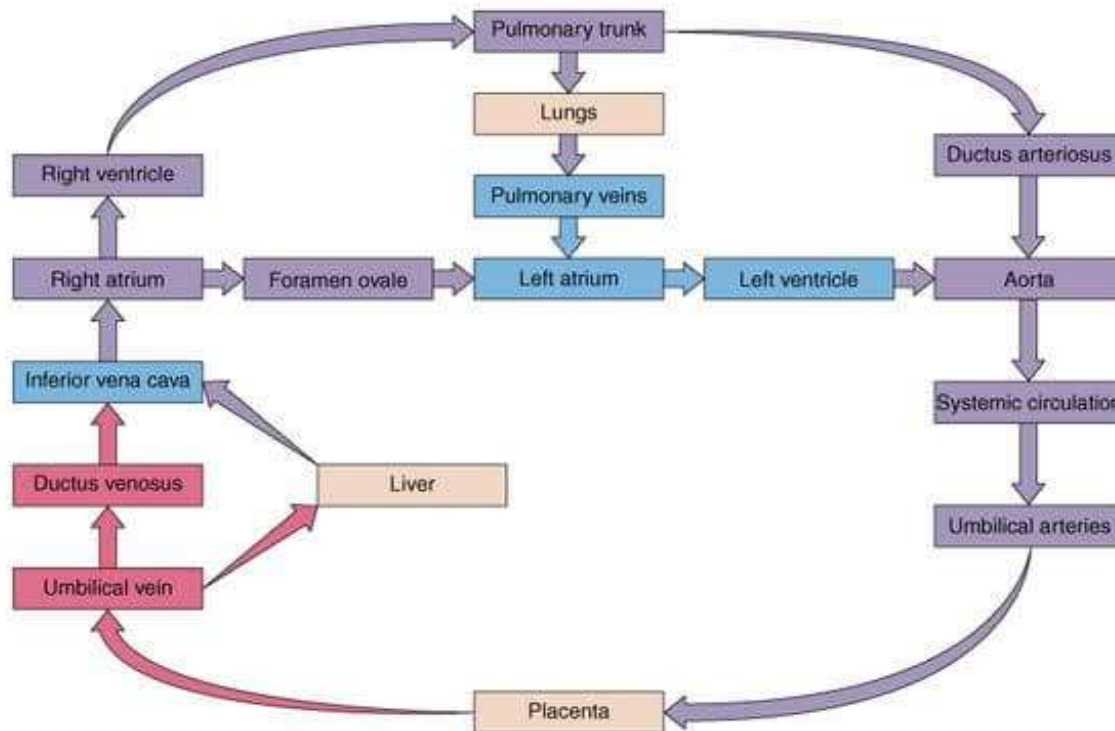 Pulmonary trunk
Lungs
Right ventricle
Ductus arteriosus
Pulmonary veins
Right atrium
Foramen ovale
Left atrium
Left ventricle
Aorta
Inferior vena cava
Systemic circulation
Ductus venosus
Liver
Umbilical arteries
Umbilical vein
Placenta